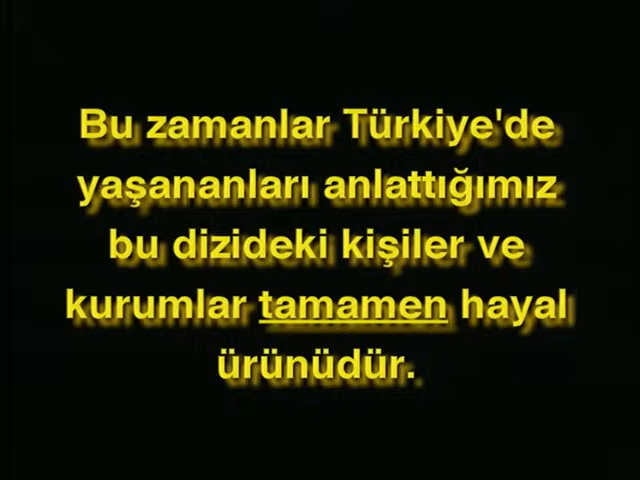 Bu zamanlar Türkiye'de
yaşananları anlattığımız
bu dizideki kişiler ve
kurumlar tamamen hayal
ürünüdür.